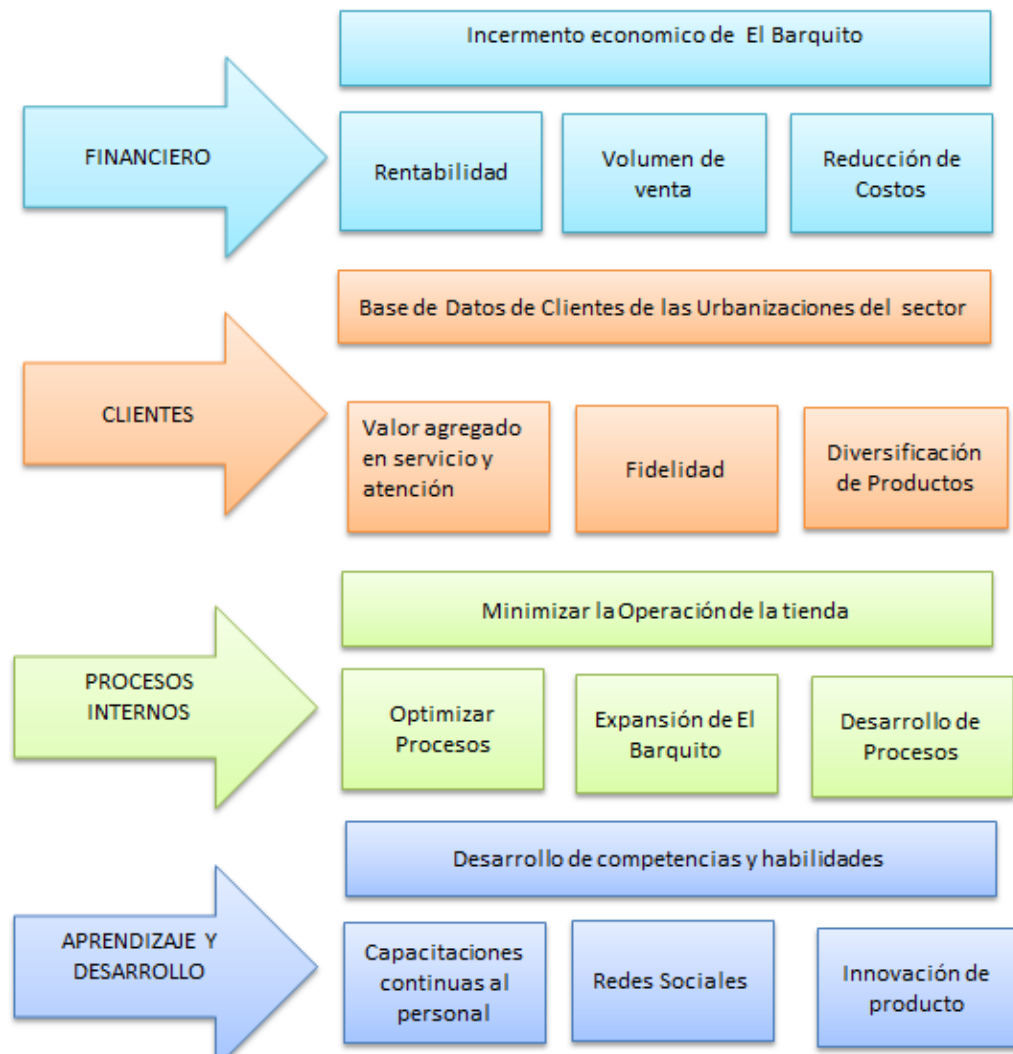 Incermento economico de El Barquito
FINANCIERO
Rentabilidad
Volumen de
venta
Reducción de
Costos
Base de Datos de Clientes de las Urbanizaciones del sector
CLIENTES
Valor agregado
en servicio y
atención
Fidelidad
Diversificación
de Productos
Minimizar la Operación de la tienda
PROCESOS
INTERNOS
Optimizar
Procesos
Expansión de El
Barquito
Desarrollo de
Procesos
Desarrollo de competencias y habilidades
APRENDIZAJE Y
DESARROLLO
Capacitaciones
continuas al
personal
Redes Sociales
Innovación de
producto